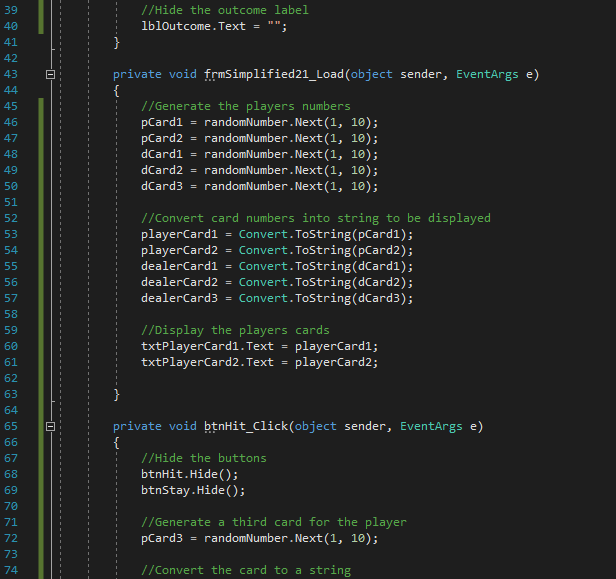 39 //Hide the outcome label
40 lblOutcome.Text = "";
41 }
42
43 private void frmSimplified21_Load(object sender, EventArgs e)
44 {
45 //Generate the players numbers
46 pCard1 = randomNumber.Next(1, 10);
47 pCard2 = randomNumber.Next(1, 10);
48 dCard1 = randomNumber.Next(1, 10);
49 dCard2 = randomNumber.Next(1, 10);
50 dCard3 = randomNumber.Next(1, 10);
51
52 //Convert card numbers into string to be displayed
53 playerCard1 = Convert.ToString(pCard1);
54 playerCard2 = Convert.ToString(pCard2);
55 dealerCard1 = Convert.ToString(dCard1);
56 dealerCard2 = Convert.ToString(dCard2);
57 dealerCard3 = Convert.ToString(dCard3);
58
59 //Display the players cards
60 txtPlayerCard1.Text = playerCard1;
61 txtPlayerCard2.Text = playerCard2;
62
63 }
64
65 private void btnHit_Click(object sender, EventArgs e)
66 {
67 //Hide the buttons
68 btnHit.Hide();
69 btnStay.Hide();
70
71 //Generate a third card for the player
72 pCard3 = randomNumber.Next(1, 10);
73
74 //Convert the card to a string